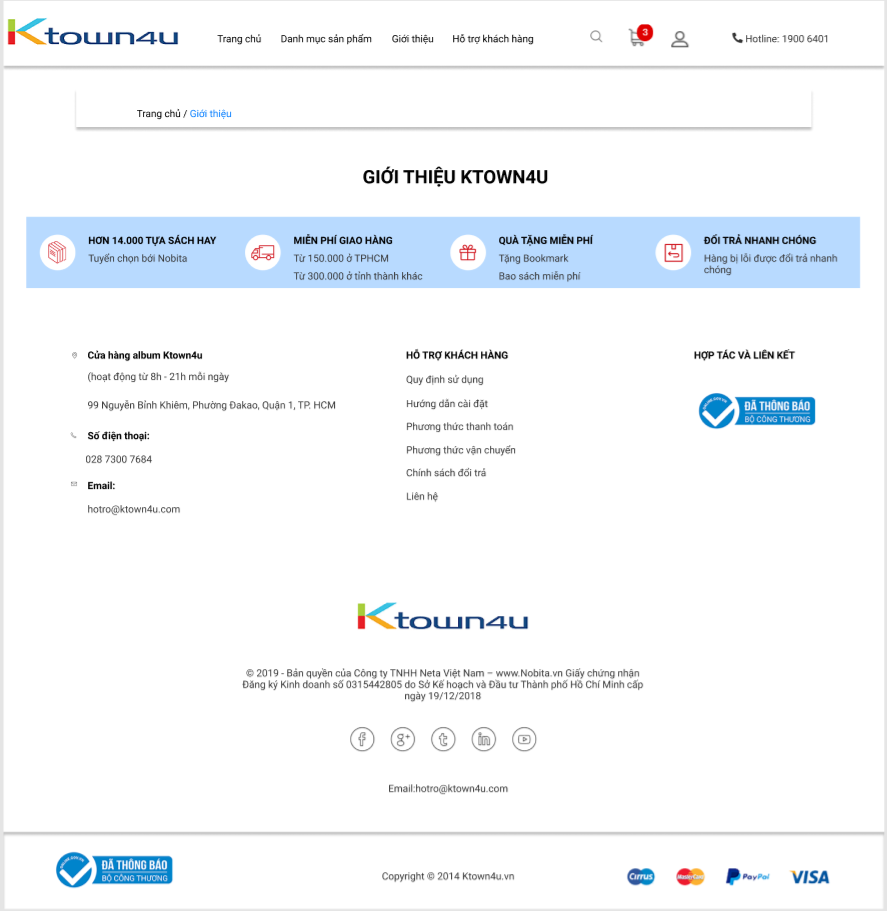 Ktown4u
Trang chủ
Danh mục sản phẩm
Giới thiệu
Hỗ trợ khách hàng
3
Hotline: 1900 6401
Trang chủ / Giới thiệu
GIỚI THIỆU KTOWN4U
HƠN 14.000 TỰA SÁCH HAY
Tuyển chọn bởi Nobita
MIỄN PHÍ GIAO HÀNG
Từ 150.000 ở TPHCM
Từ 300.000 ở tỉnh thành khác
QUÀ TẶNG MIỄN PHÍ
Tặng Bookmark
Bao sách miễn phí
ĐỔI TRẢ NHANH CHÓNG
Hàng bị lỗi được đổi trả nhanh
chóng
Cửa hàng album Ktown4u
(hoạt động từ 8h - 21h mỗi ngày
99 Nguyễn Bỉnh Khiêm, Phường Đakao, Quận 1, TP. HCM
Số điện thoại:
028 7300 7684
Email:
hotro@ktown4u.com
HỖ TRỢ KHÁCH HÀNG
Quy định sử dụng
Hướng dẫn cài đặt
Phương thức thanh toán
Phương thức vận chuyển
Chính sách đổi trả
Liên hệ
HỢP TÁC VÀ LIÊN KẾT
ONLINE.GOV.VN
ĐÃ THÔNG BÁO
BỘ CÔNG THƯƠNG
Ktown4u
© 2019 - Bản quyền của Công ty TNHH Neta Việt Nam – www.Nobita.vn Giấy chứng nhận
Đăng ký Kinh doanh số 0315442805 do Sở Kế hoạch và Đầu tư Thành phố Hồ Chí Minh cấp
ngày 19/12/2018
Email:hotro@ktown4u.com
ONLINE.GOV.VN
ĐÃ THÔNG BÁO
BỘ CÔNG THƯƠNG
Copyright © 2014 Ktown4u.vn
Cirrus
MasterCard
PayPal
VISA